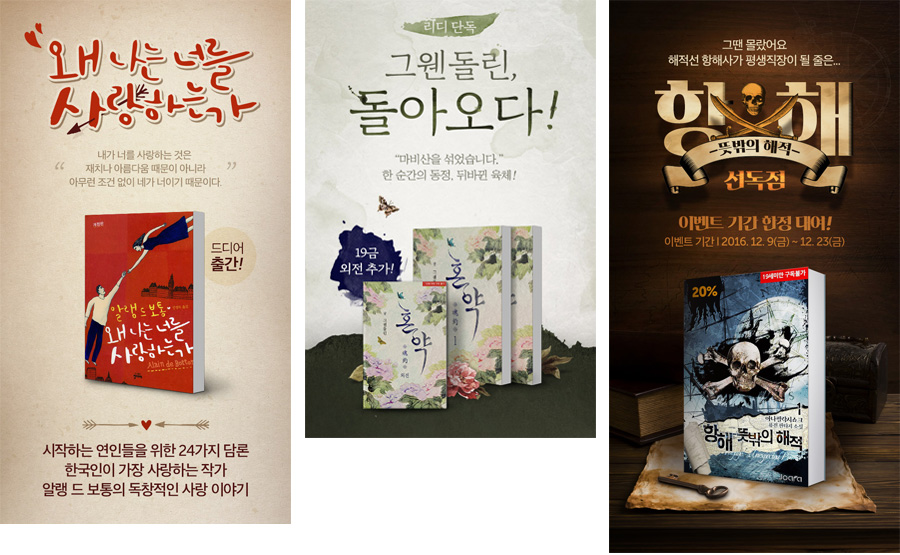 왜 나는 너를
사랑하는가
내가 너를 사랑하는 것은
“ 재치나 아름다움 때문이 아니라 ”
아무런 조건 없이 네가 너이기 때문이다.
드디어
출간!
알랭 드 보통
왜 나는 너를
사랑하는가
Alain de Botton
시작하는 연인들을 위한 24가지 담론
한국인이 가장 사랑하는 작가
알랭 드 보통의 독창적인 사랑 이야기
리디 단독
그웬돌린,
돌아오다!
“마비산을 섞었습니다.”
한 순간의 동정, 뒤바뀐 육체!
19금
외전 추가!
혼약
1
혼약
외전
그땐 몰랐어요
해적선 항해사가 평생직장이 될 줄은...
항해
-뜻밖의 해적-
선독점
이벤트 기간 한정 대여!
이벤트 기간 I 2016. 12. 9(금) ~ 12. 23(금)
20%
19세미만 구독불가
1
항해 뜻밖의 해적